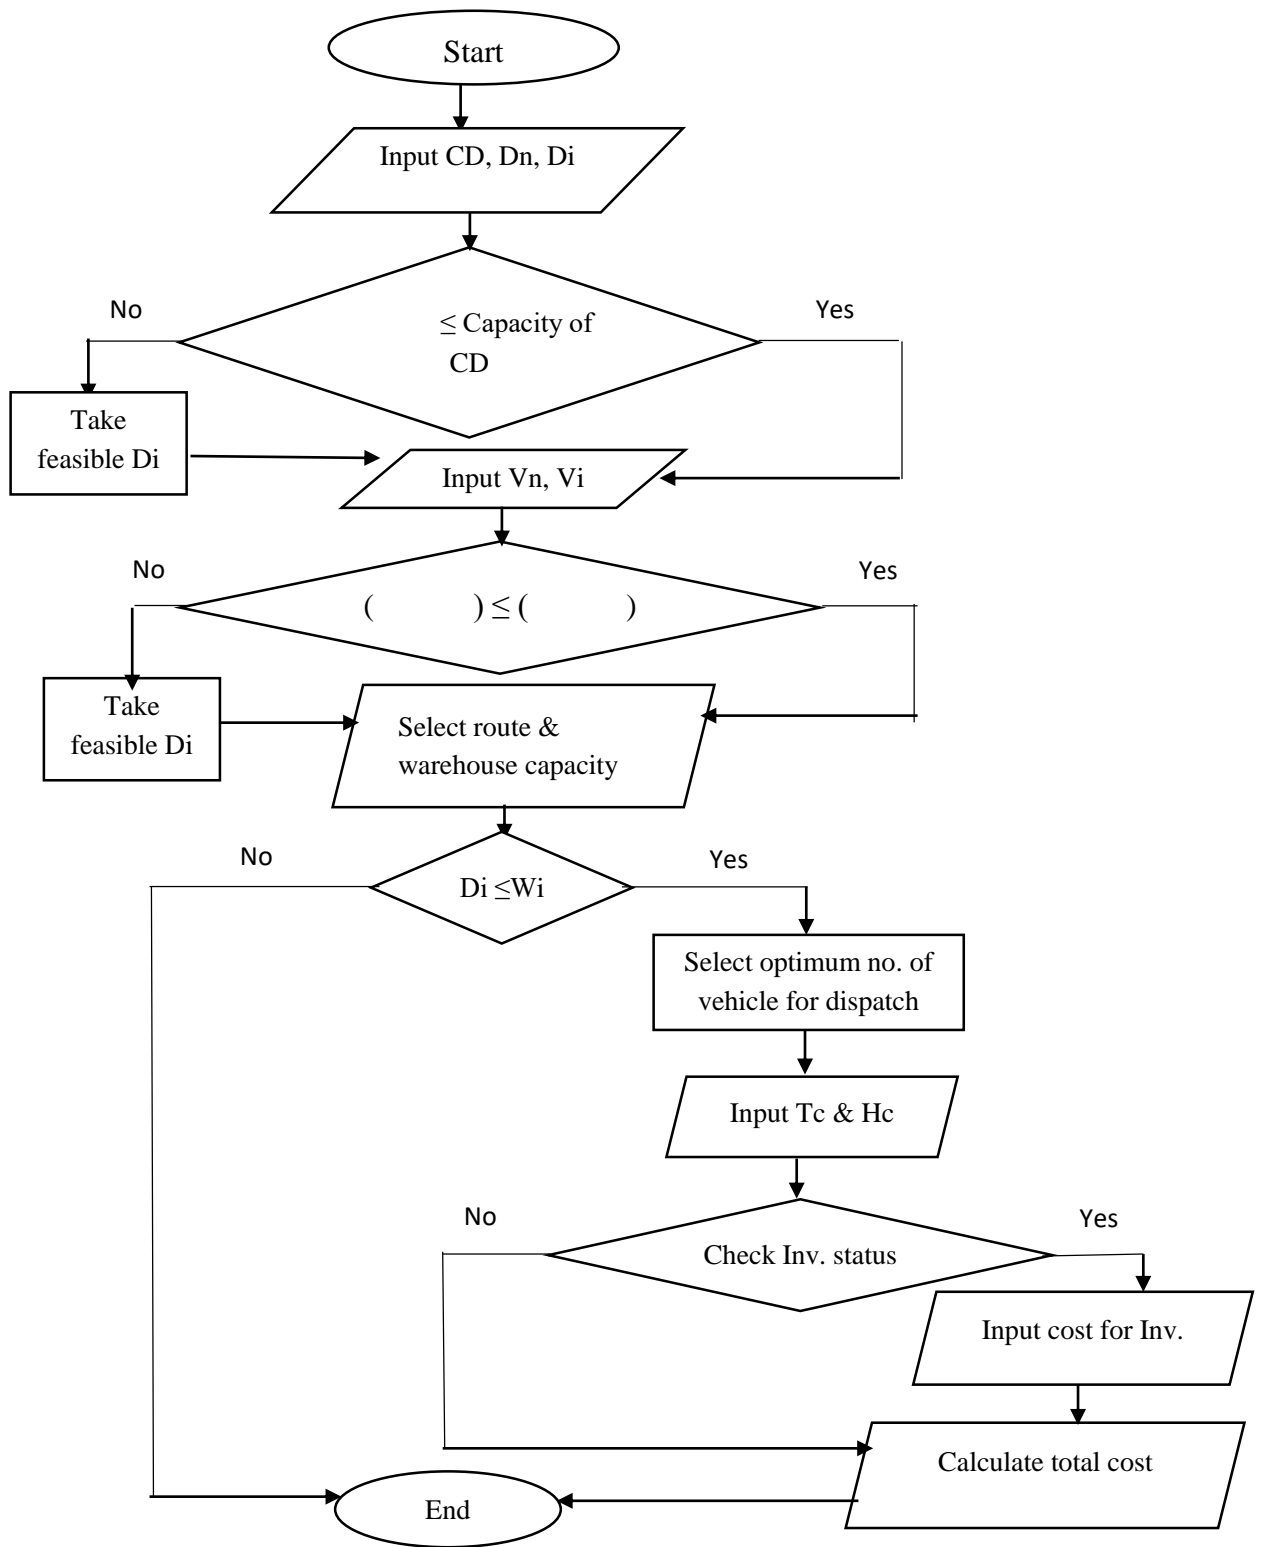 Start
Input CD, Dn, Di
No
Yes
≤ Capacity of
CD
Take
feasible Di
Input Vn, Vi
No
Yes
( ) ≤ ( )
Take
feasible Di
Select route &
warehouse capacity
No
Yes
Di ≤Wi
Select optimum no. of
vehicle for dispatch
Input Tc & Hc
No
Yes
Check Inv. status
Input cost for Inv.
Calculate total cost
End